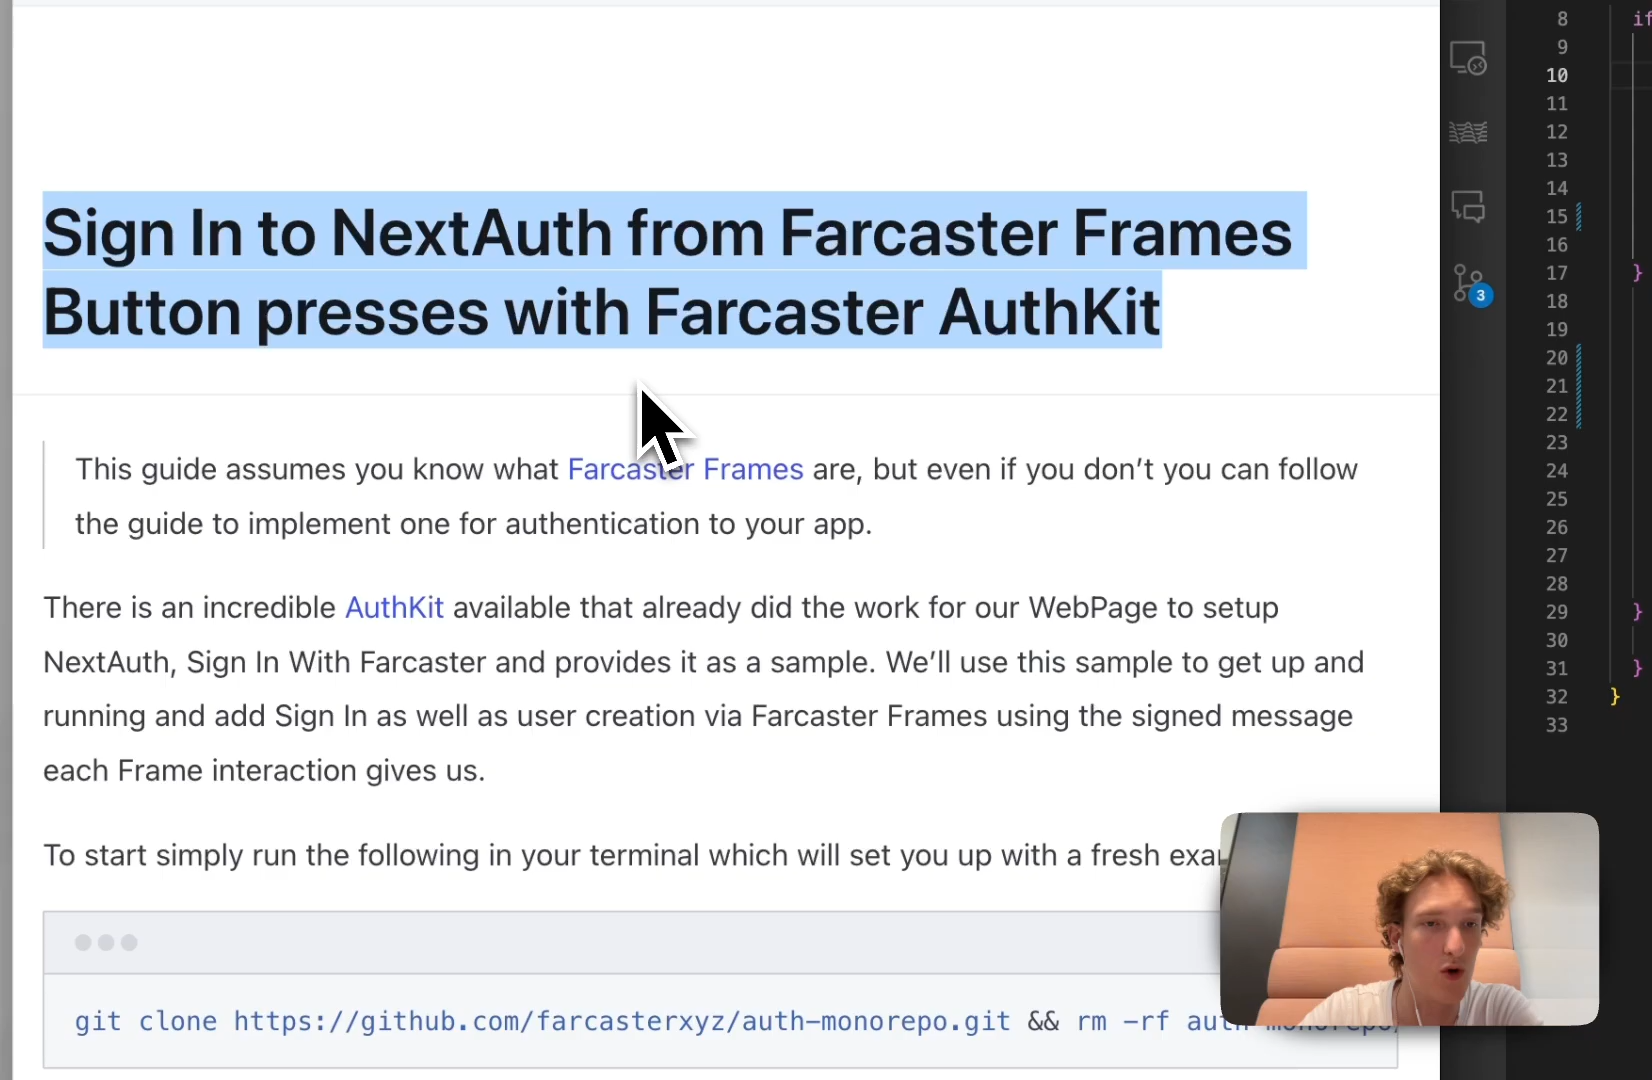 Sign In to NextAuth from Farcaster Frames
Button presses with Farcaster AuthKit
This guide assumes you know what Farcaster Frames are, but even if you don’t you can follow
the guide to implement one for authentication to your app.
There is an incredible AuthKit available that already did the work for our WebPage to setup
NextAuth, Sign In With Farcaster and provides it as a sample. We’ll use this sample to get up and
running and add Sign In as well as user creation via Farcaster Frames using the signed message
each Frame interaction gives us.
To start simply run the following in your terminal which will set you up with a fresh
git clone https://github.com/farcasterxyz/auth-monorepo.git && rm -rf
3
8 if
9
10
11
12
13
14
15
16
17 }
18
19
20
21
22
23
24
25
26
27
28
29 }
30
31 }
32 }
33